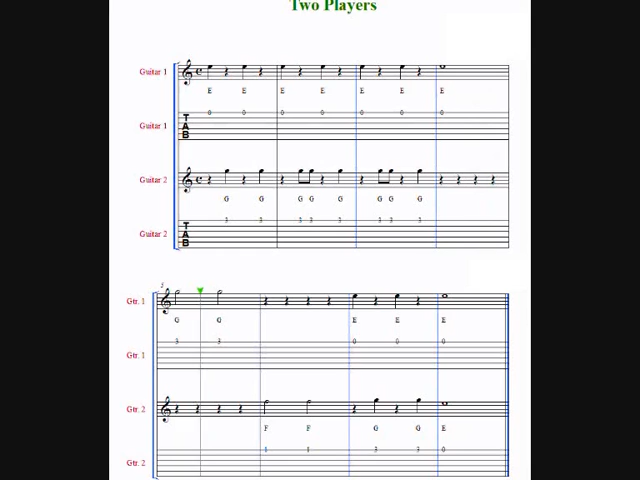 Two Players
Guitar 1
E E E E E E E
0 0 0 0 0 0 0
Guitar 1
T
A
B
Guitar 2
G G G G G G G G
3 3 3 3 3 3 3 3
Guitar 2
T
A
B
5
Gtr. 1
G G E E E E
3 3 0 0 0 0
Gtr. 1
Gtr. 2
F F G G E
1 1 3 3 0
Gtr. 2